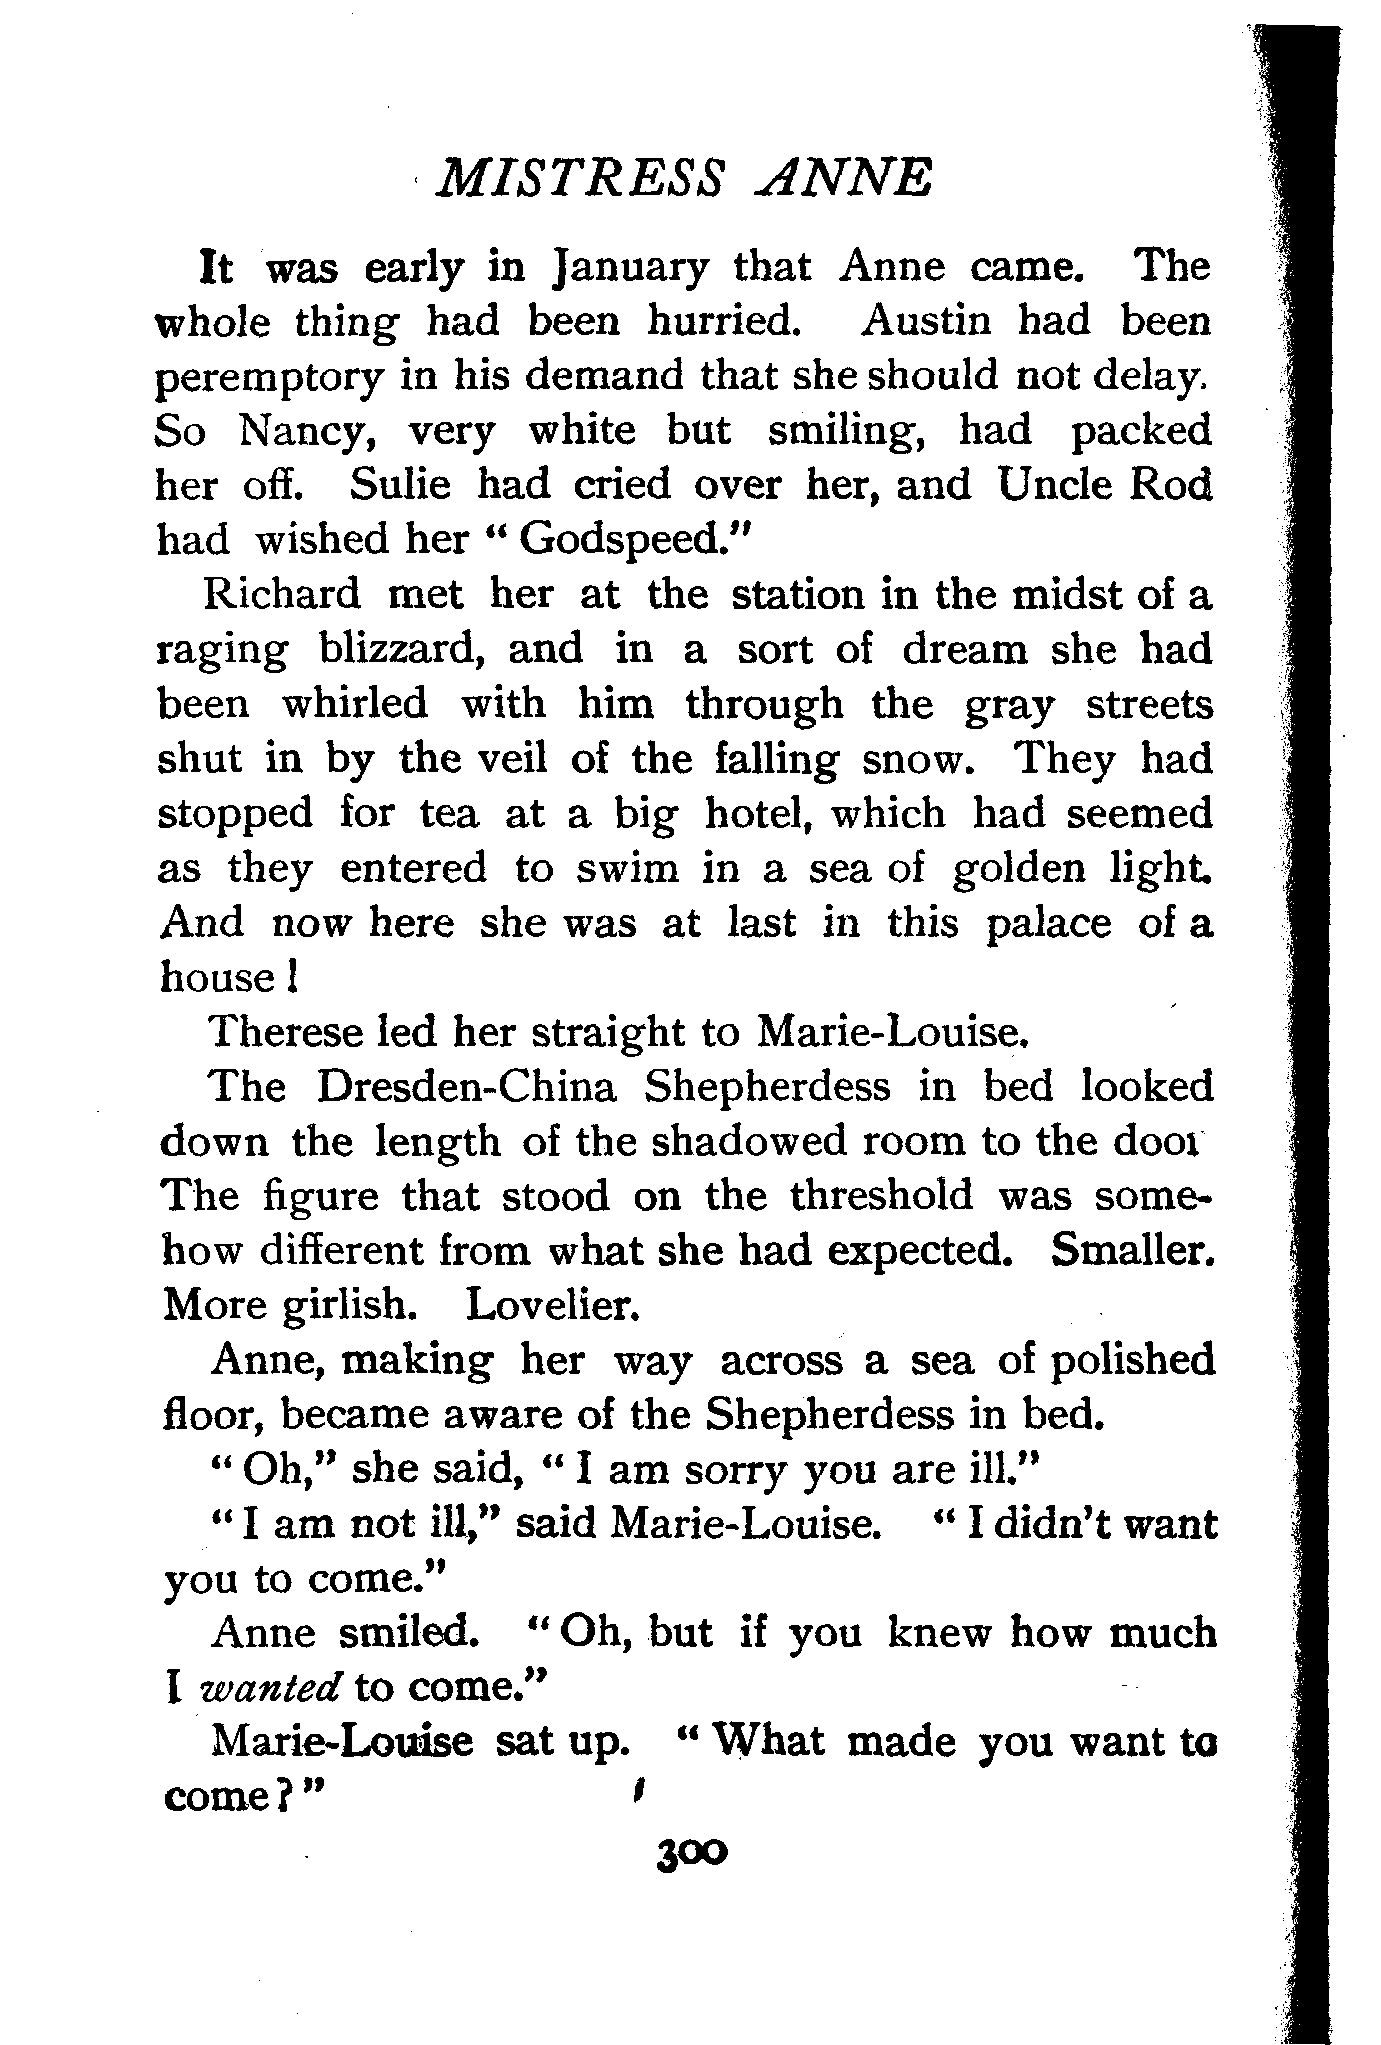 MISTRESS ANNE
It was early in January that Anne came. The
whole thing had been hurried. Austin had been
peremptory in his demand that she should not delay.
So Nancy, very white but smiling, had packed
her off. Sulie had cried over her, and Uncle Rod
had wished her “ Godspeed.”
Richard met her at the station in the midst of a
raging blizzard, and in a sort of dream she had
been whirled with him through the gray streets
shut in by the veil of the falling snow. They had
stopped for tea at a big hotel, which had seemed
as they entered to swim in a sea of golden light.
And now here she was at last in this palace of a
house !
Therese led her straight to Marie-Louise.
The Dresden-China Shepherdess in bed looked
down the length of the shadowed room to the door
The figure that stood on the threshold was some-
how different from what she had expected. Smaller.
More girlish. Lovelier.
Anne, making her way across a sea of polished
floor, became aware of the Shepherdess in bed.
“ Oh,” she said, “ I am sorry you are ill.”
“ I am not ill,” said Marie-Louise. “ I didn’t want
you to come.”
Anne smiled. “ Oh, but if you knew how much
I wanted to come.”
Marie-Louise sat up. “ What made you want to
come ? ”
300